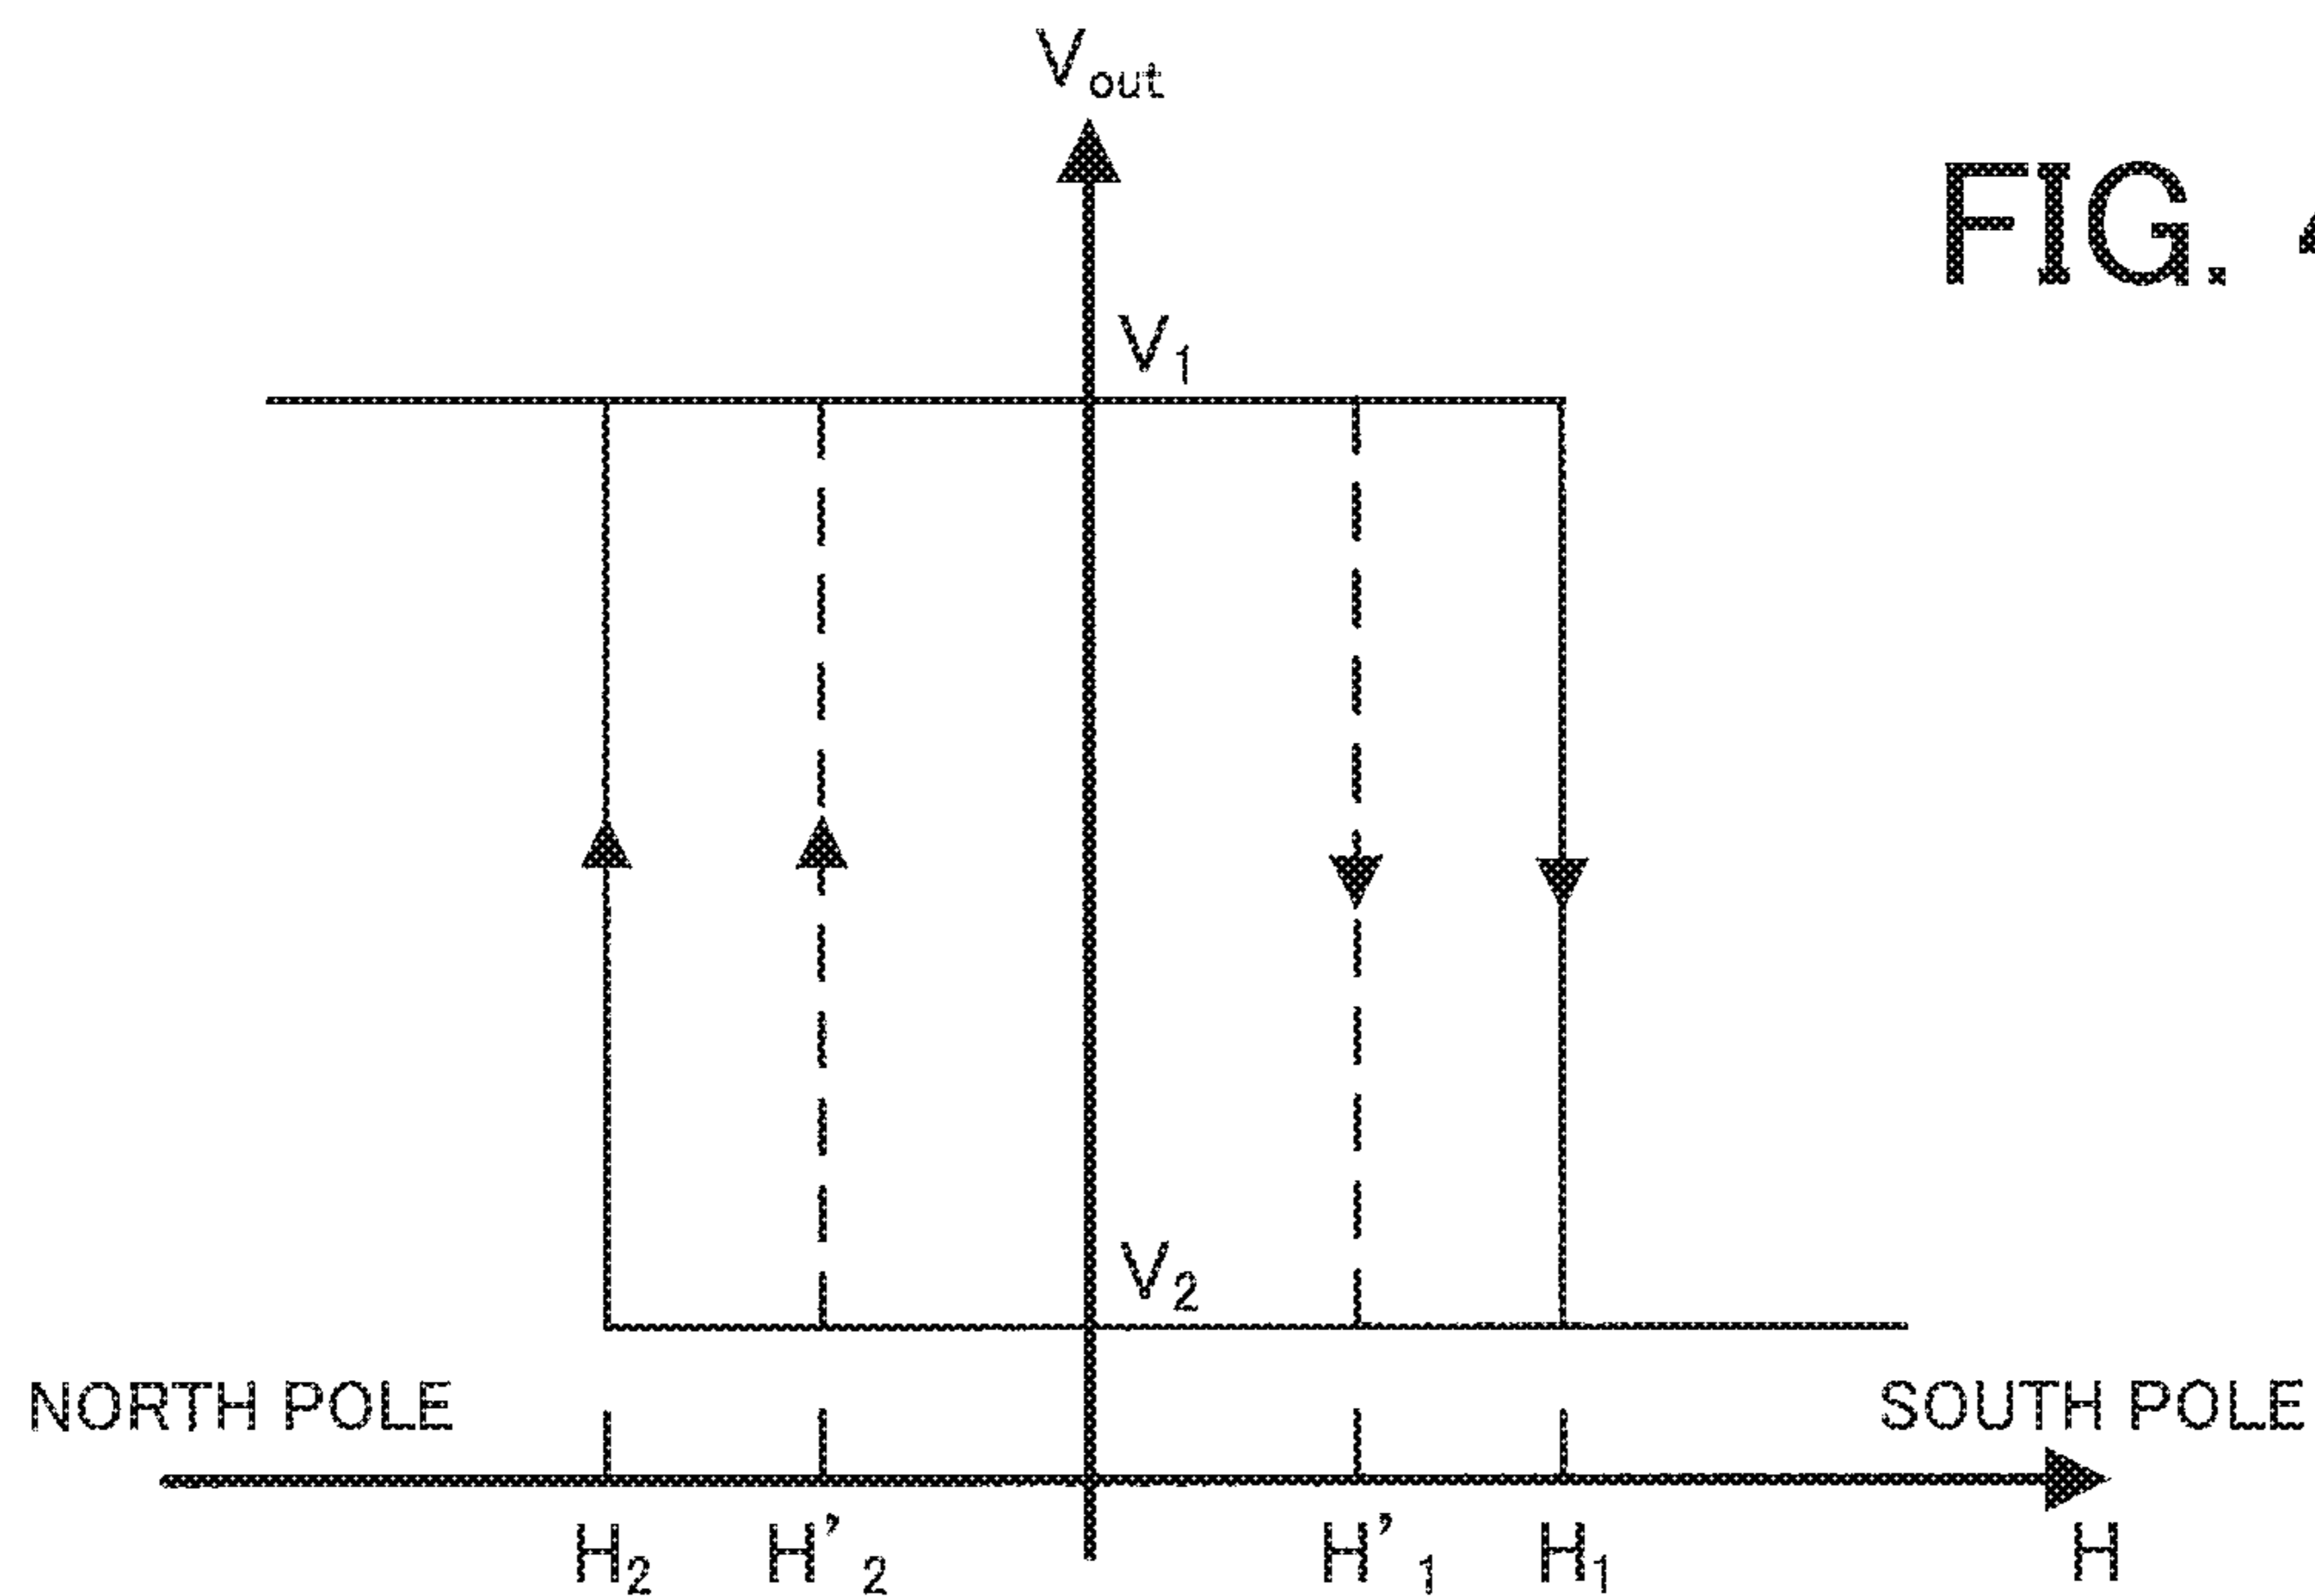 Vout
FIG. 4
V1
V2
NORTH POLE
SOUTH POLE
H2
H'2
H'1
H1
H